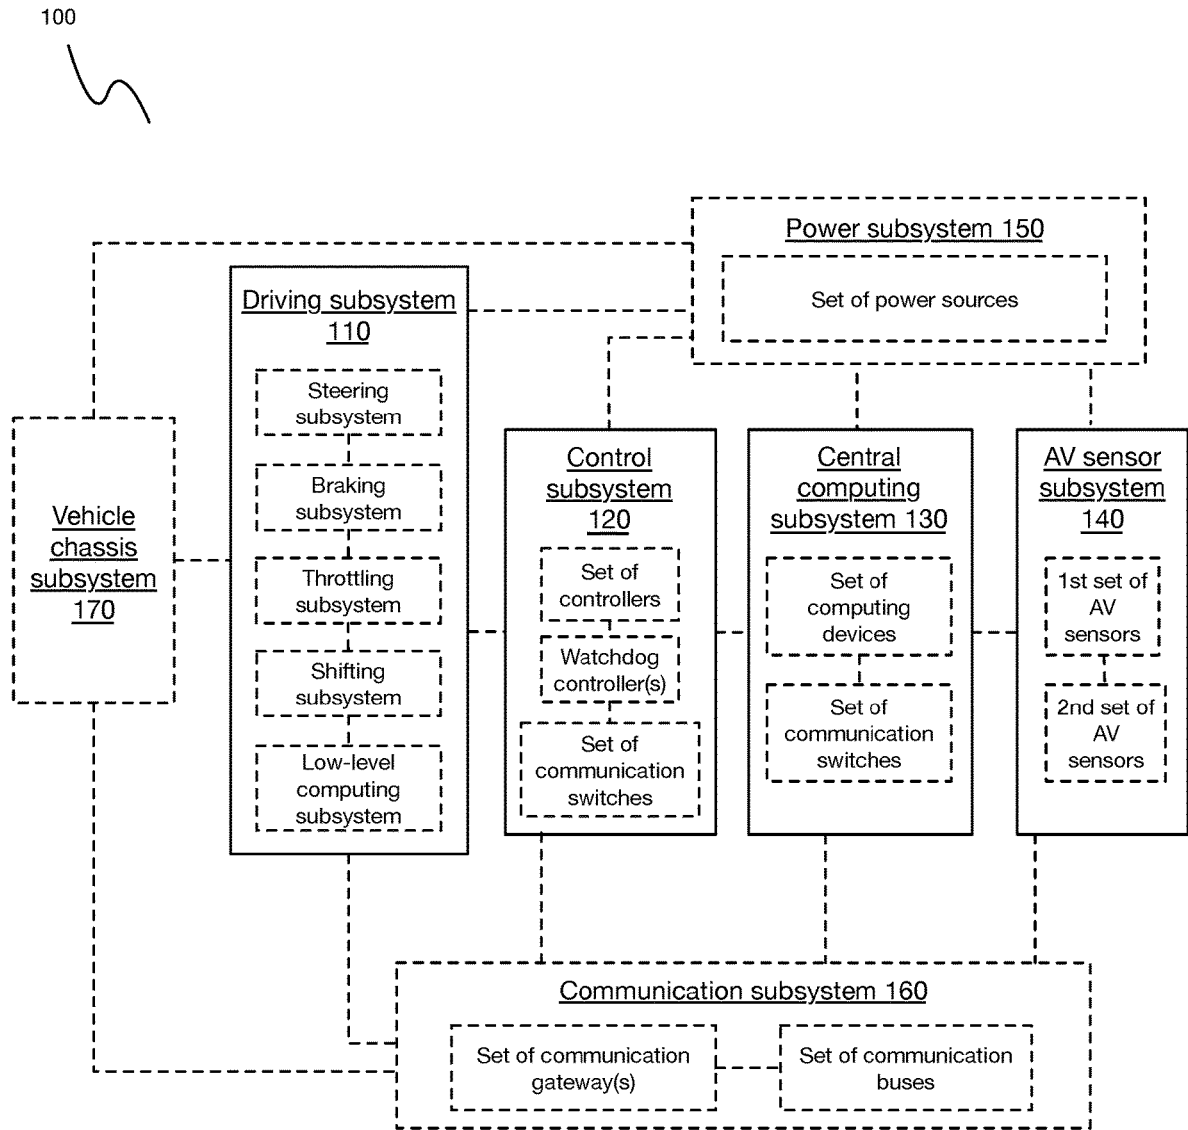 100
Power subsystem 150
Set of power sources
Driving subsystem
110
Steering
subsystem
Braking
subsystem
Throttling
subsystem
Shifting
subsystem
Low-level
computing
subsystem
Vehicle
chassis
subsystem
170
Control
subsystem
120
Set of
controllers
Watchdog
controller(s)
Set of
communication
switches
Central
computing
subsystem 130
Set of
computing
devices
Set of
communication
switches
AV sensor
subsystem
140
1st set of
AV
sensors
2nd set of
AV
sensors
Communication subsystem 160
Set of communication
gateway(s)
Set of communication
buses